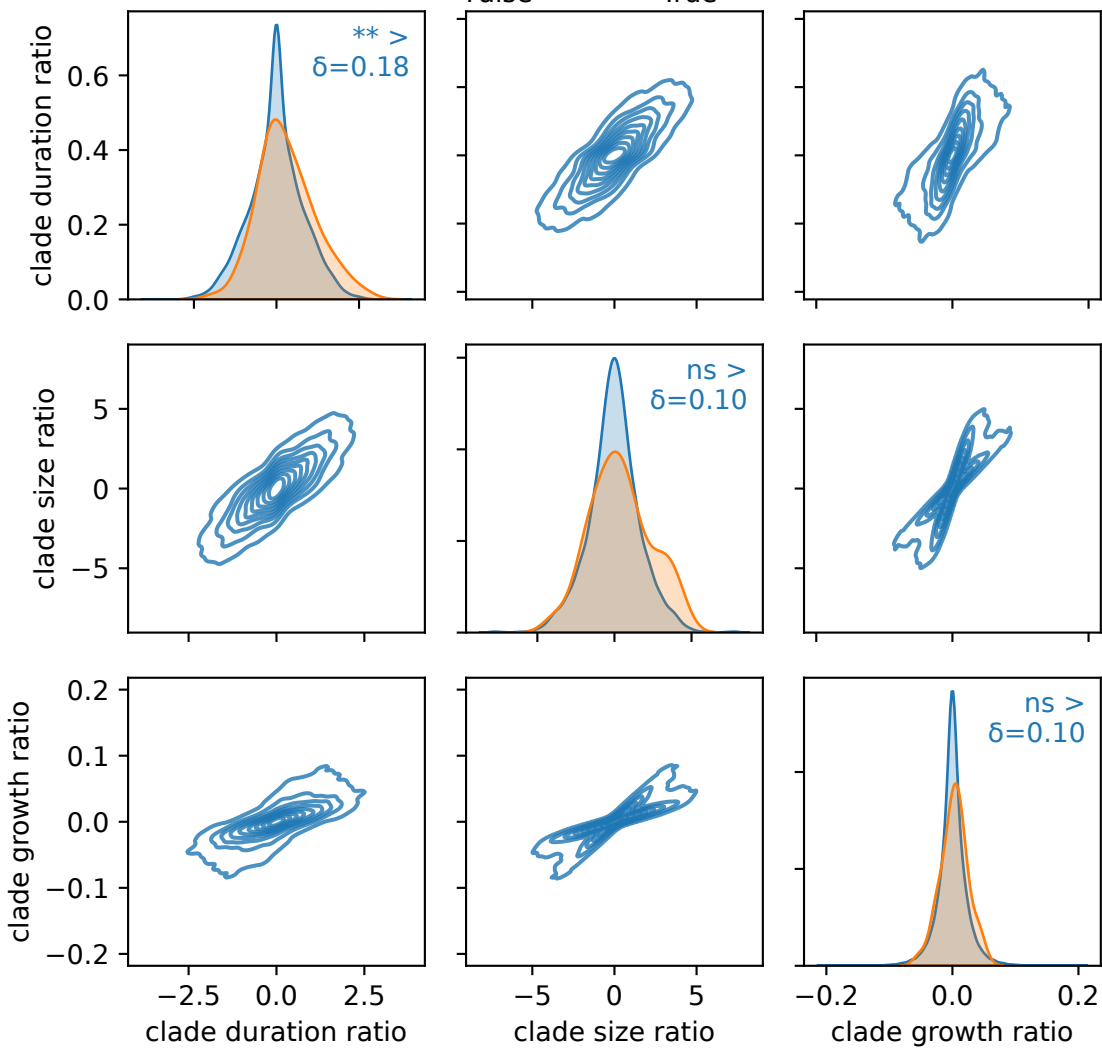 ** >
δ=0.18
clade duration ratio
0.6
0.4
0.2
0.0
ns >
δ=0.10
clade size ratio
5
0
−5
ns >
δ=0.10
clade growth ratio
0.2
0.1
0.0
−0.1
−0.2
−2.5 0.0 2.5
−5 0 5
−0.2 0.0 0.2
clade duration ratio
clade size ratio
clade growth ratio